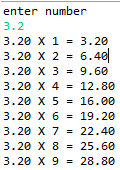 enter number
3.2
3.20 X 1 = 3.20
3.20 X 2 = 6.40
3.20 X 3 = 9.60
3.20 X 4 = 12.80
3.20 X 5 = 16.00
3.20 X 6 = 19.20
3.20 X 7 = 22.40
3.20 X 8 = 25.60
3.20 X 9 = 28.80